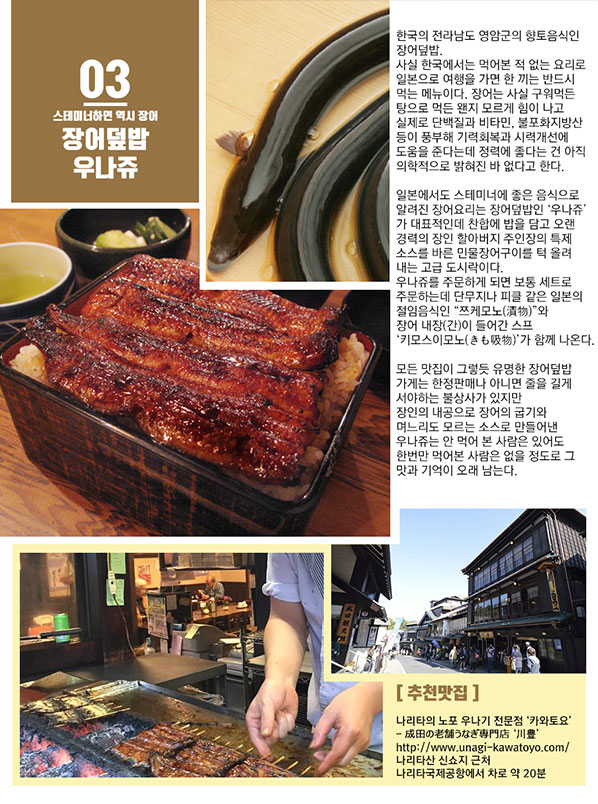 03
스테미너하면 역시 장어
장어덮밥
우나쥬
한국의 전라남도 영암군의 향토음식인
장어덮밥.
사실 한국에서는 먹어본 적 없는 요리로
일본으로 여행을 가면 한 끼는 반드시
먹는 메뉴이다. 장어는 사실 구워먹든
탕으로 먹든 왠지 모르게 힘이 나고
실제로 단백질과 비타민, 불포화지방산
등이 풍부해 기력회복과 시력개선에
도움을 준다는데 정력에 좋다는 건 아직
의학적으로 밝혀진 바 없다고 한다.
일본에서도 스테미너에 좋은 음식으로
알려진 장어요리는 장어덮밥인 ‘우나쥬’
가 대표적인데 찬합에 밥을 담고 오랜
경력의 장인 할아버지 주인장의 특제
소스를 바른 민물장어구이를 턱 올려
내는 고급 도시락이다.
우나쥬를 주문하게 되면 보통 세트로
주문하는데 단무지나 피클 같은 일본의
절임음식인 “쯔케모노(漬物)”와
장어 내장(간)이 들어간 스프
‘키모스이모노(きも吸物)’가 함께 나온다.
모든 맛집이 그렇듯 유명한 장어덮밥
가게는 한정판매나 아니면 줄을 길게
서야하는 불상사가 있지만
장인의 내공으로 장어의 굽기와
며느리도 모르는 소스로 만들어낸
우나쥬는 안 먹어 본 사람은 있어도
한번만 먹어본 사람은 없을 정도로 그
맛과 기억이 오래 남는다.
[ 추천맛집 ]
나리타의 노포 우나기 전문점 ‘카와토요’
– 成田の老舗うなぎ専門店 ‘川豊’
http://www.unagi-kawatoyo.com/
나리타산 신쇼지 근처
나리타국제공항에서 차로 약 20분